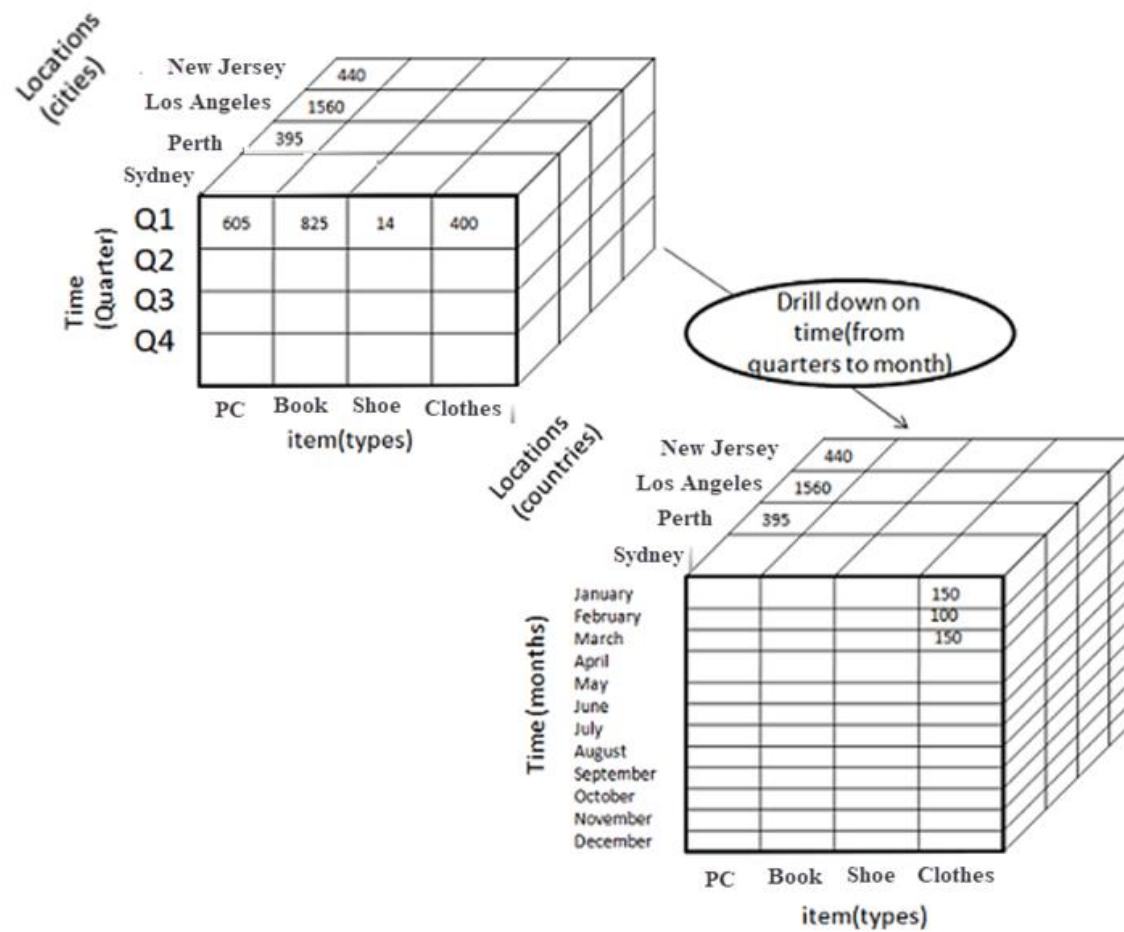 Locations
(cities)
New Jersey
Los Angeles
Perth
Sydney
440
1560
395
Time
(Quarter)
Q1
Q2
Q3
Q4
605 825 14 400
PC Book Shoe Clothes
item(types)
Drill down on
time(from
quarters to month)
Locations
(countries)
New Jersey
Los Angeles
Perth
Sydney
440
1560
395
Time (months)
January 150
February 100
March 150
April
May
June
July
August
September
October
November
December
PC Book Shoe Clothes
item(types)